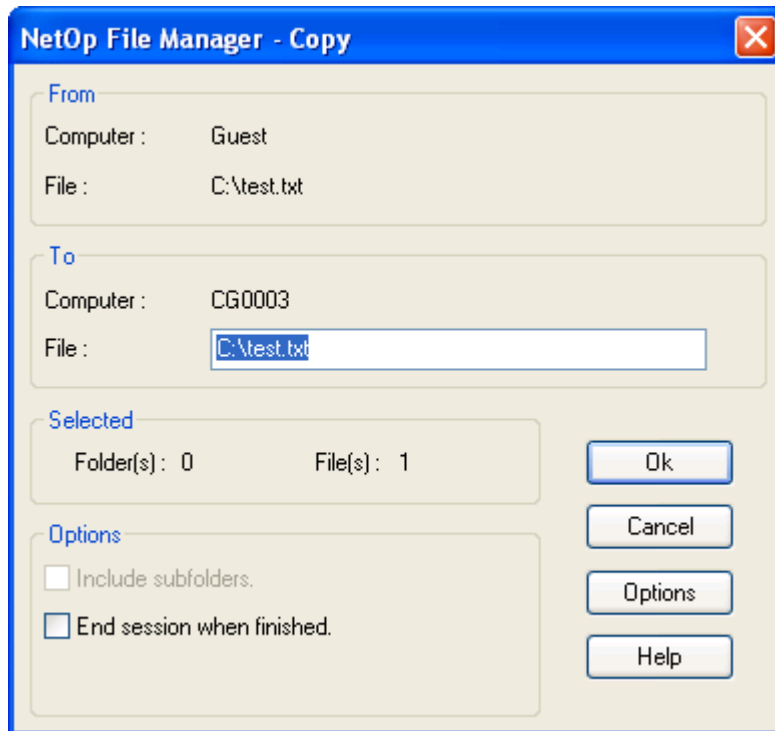 NetOp File Manager - Copy
From
Computer : Guest
File : C:\test.txt
To
Computer : CG0003
File : C:\test.txt
Selected
Folder(s) : 0 File(s) : 1
Ok
Cancel
Options
Include subfolders.
End session when finished.
Options
Help